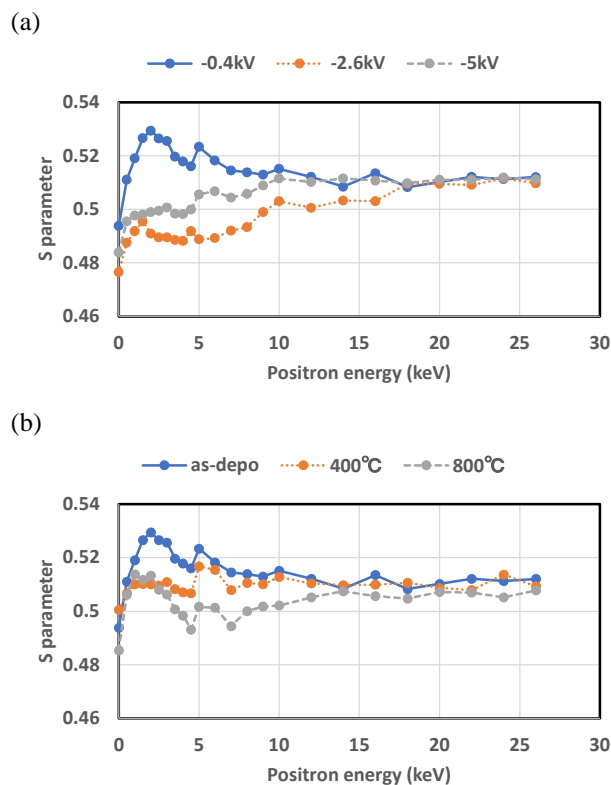 (a)
-0.4kV -2.6kV -5kV
0.54
0.52
0.5
0.48
0.46
S parameter
0 5 10 15 20 25 30
Positron energy (keV)
(b)
as-depo 400℃ 800℃
0.54
0.52
0.5
0.48
0.46
S parameter
0 5 10 15 20 25 30
Positron energy (keV)